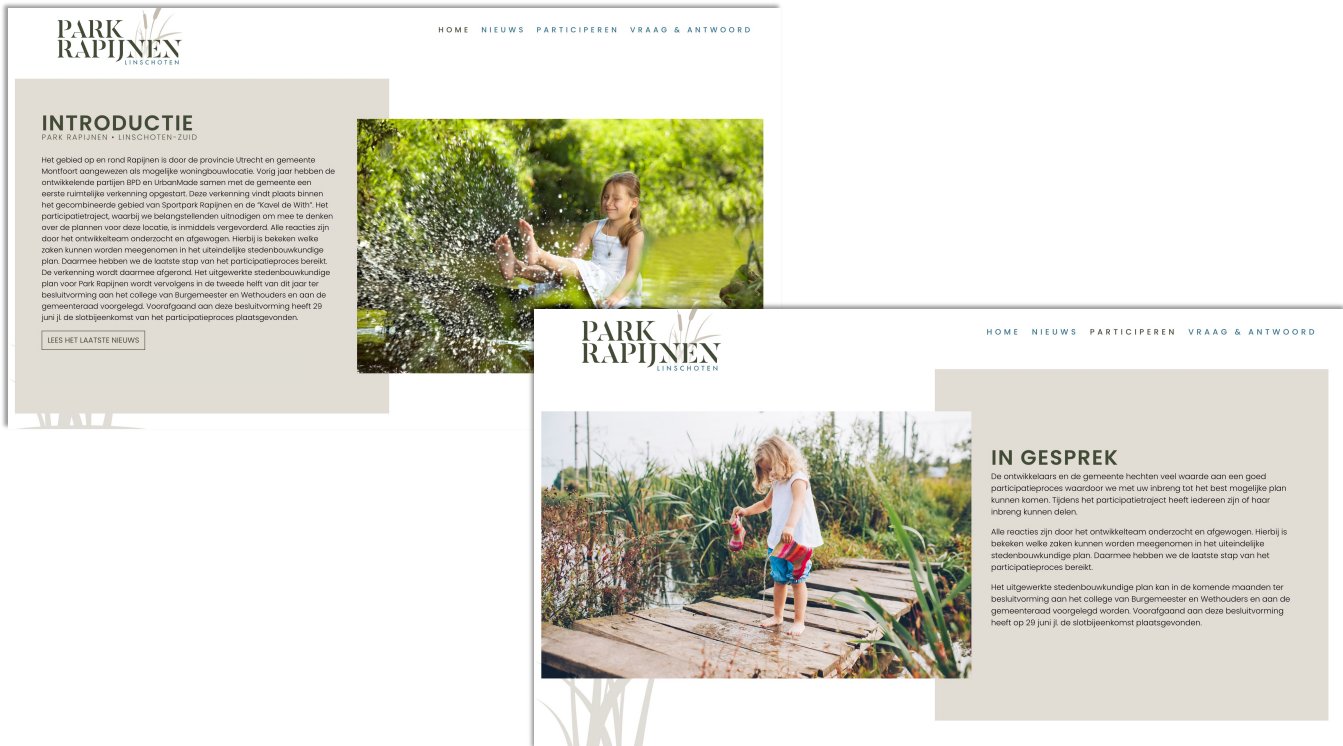 PARK
RAPIJNEN
LINSCHOTEN
HOME NIEUWS PARTICIPEREN VRAAG & ANTWOORD
INTRODUCTIE
PARK RAPIJNEN • LINSCHOTEN-ZUID
Het gebied op en rond Rapijnen is door de provincie Utrecht en gemeente
Montfoort aangewezen als mogelijke woningbouwlocatie. Vorig jaar hebben de
ontwikkelende partijen BPD en UrbanMade samen met de gemeente een
eerste ruimtelijke verkenning opgestart. Deze verkenning vindt plaats binnen
het gecombineerde gebied van Sportpark Rapijnen en de “Kavel de With”. Het
participatietraject, waarbij we belangstellenden uitnodigen om mee te denken
over de plannen voor deze locatie, is inmiddels vergevorderd. Alle reacties zijn
door het ontwikkelteam onderzocht en afgewogen. Hierbij is bekeken welke
zaken kunnen worden meegenomen in het uiteindelijke stedenbouwkundige
plan. Daarmee hebben we de laatste stap van het participatieproces bereikt.
De verkenning wordt daarmee afgerond. Het uitgewerkte stedenbouwkundige
plan voor Park Rapijnen wordt vervolgens in de tweede helft van dit jaar ter
besluitvorming aan het college van Burgemeester en Wethouders en aan de
gemeenteraad voorgelegd. Voorafgaand aan deze besluitvorming heeft 29
juni jl. de slotbijeenkomst van het participatieproces plaatsgevonden.
LEES HET LAATSTE NIEUWS
PARK
RAPIJNEN
LINSCHOTEN
HOME NIEUWS PARTICIPEREN VRAAG & ANTWOORD
IN GESPREK
De ontwikkelaars en de gemeente hechten veel waarde aan een goed
participatieproces waardoor we met uw inbreng tot het best mogelijke plan
kunnen komen. Tijdens het participatietraject heeft iedereen zijn of haar
inbreng kunnen delen.
Alle reacties zijn door het ontwikkelteam onderzocht en afgewogen. Hierbij is
bekeken welke zaken kunnen worden meegenomen in het uiteindelijke
stedenbouwkundige plan. Daarmee hebben we de laatste stap van het
participatieproces bereikt.
Het uitgewerkte stedenbouwkundige plan kan in de komende maanden ter
besluitvorming aan het college van Burgemeester en Wethouders en aan de
gemeenteraad voorgelegd worden. Voorafgaand aan deze besluitvorming
heeft op 29 juni jl. de slotbijeenkomst plaatsgevonden.